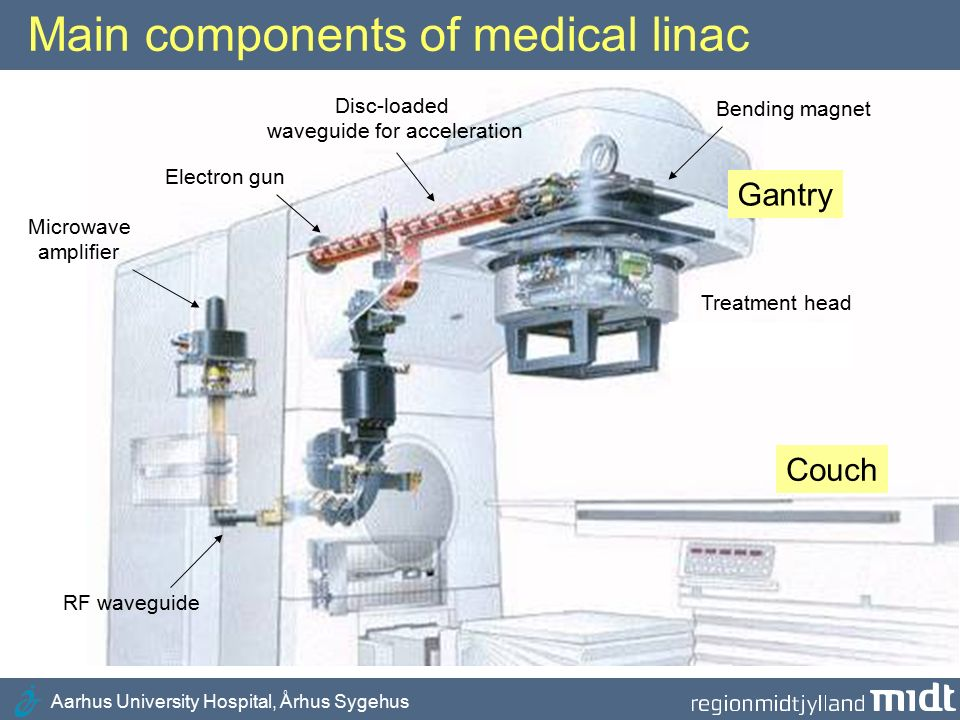 Main components of medical linac
Disc-loaded
waveguide for acceleration
Bending magnet
Electron gun
Gantry
Microwave
amplifier
Treatment head
Couch
RF waveguide
Aarhus University Hospital, Århus Sygehus
regionmidtjylland midt